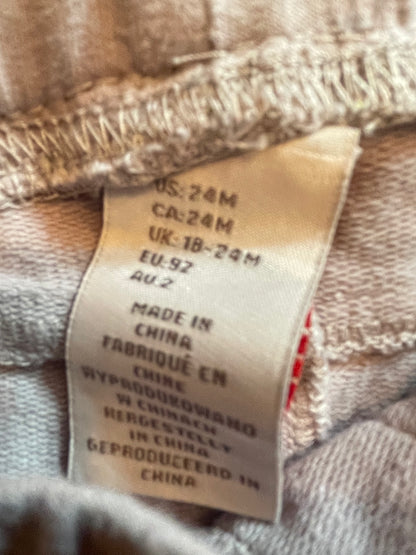 US: 24M
CA: 24M
UK: 18-24M
EU: 92
AU: 2
MADE IN
CHINA
FABRIQUÉ EN
CHINE
WYPRODUKOWANO
W CHINACH
HERGESTELLT
IN CHINA
GEPRODUCEERD IN
CHINA